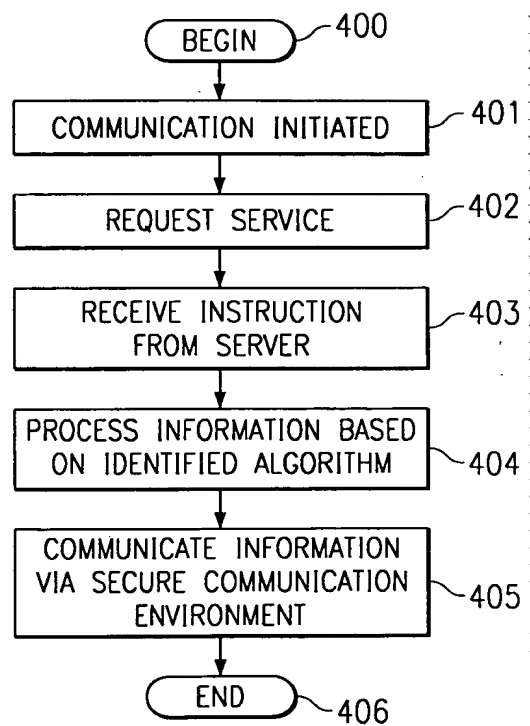 BEGIN
400
COMMUNICATION INITIATED
401
REQUEST SERVICE
402
RECEIVE INSTRUCTION
FROM SERVER
403
PROCESS INFORMATION BASED
ON IDENTIFIED ALGORITHM
404
COMMUNICATE INFORMATION
VIA SECURE COMMUNICATION
ENVIRONMENT
405
END
406